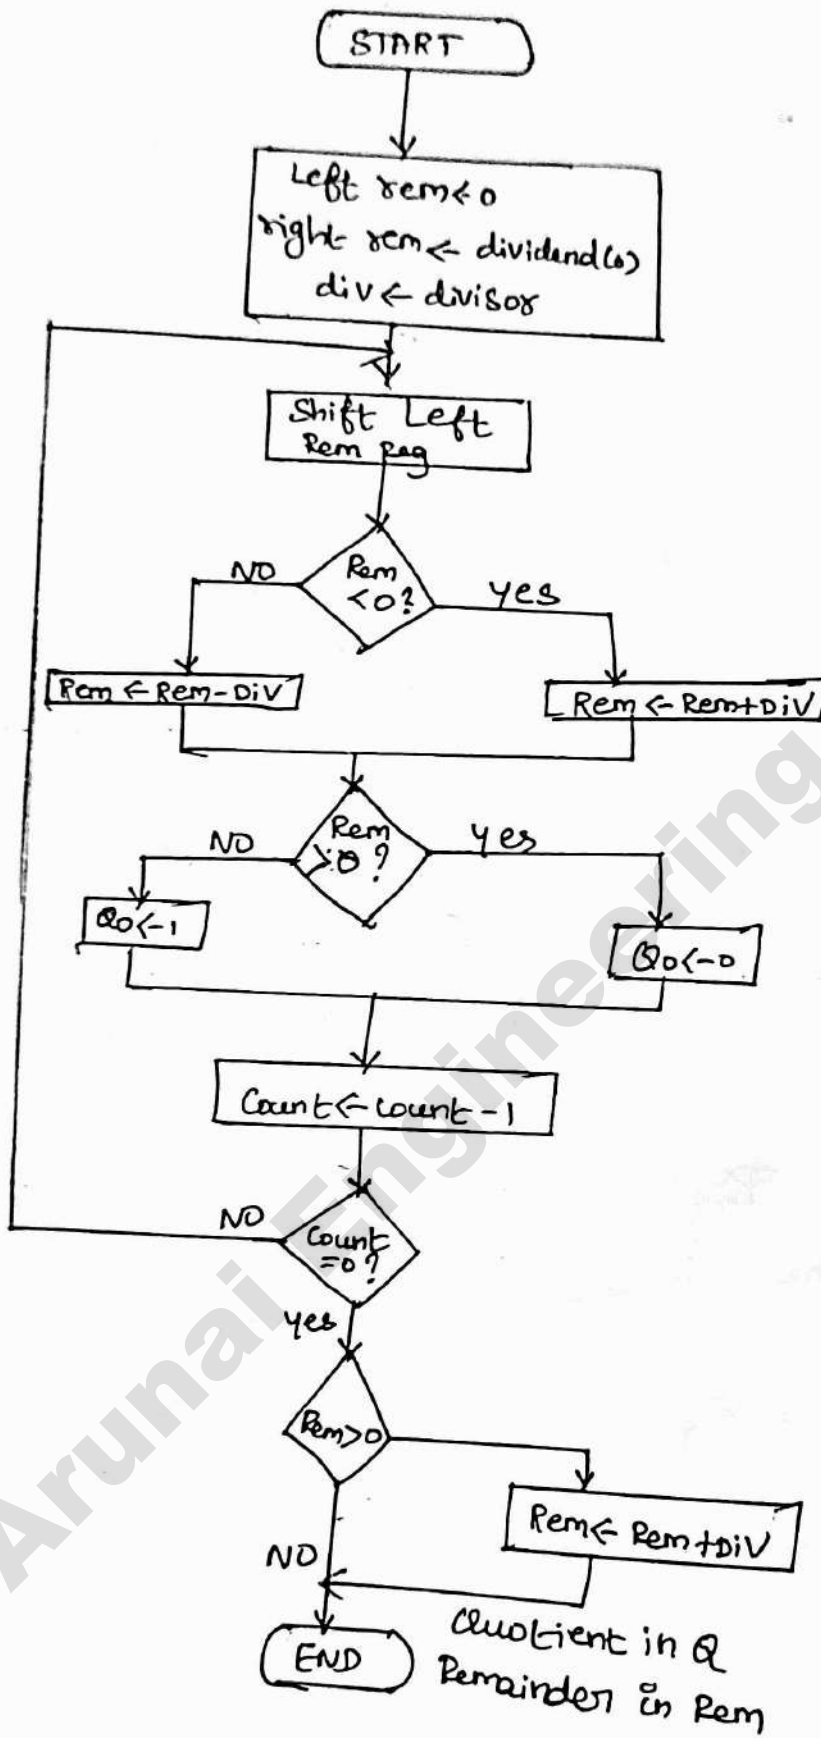 START
Left rem ← 0
right rem ← dividend(s)
div ← divisor
Shift Left
Rem Reg
Rem
<0?
NO
yes
Rem ← Rem - Div
Rem ← Rem + Div
Rem
NO
yes
Q0 ← 1
Q0 ← 0
Count ← count - 1
NO
Count
=0?
yes
Rem>0
Rem ← Rem + Div
NO
END
Quotient in Q
Remainder in Rem
Arunai Engineering